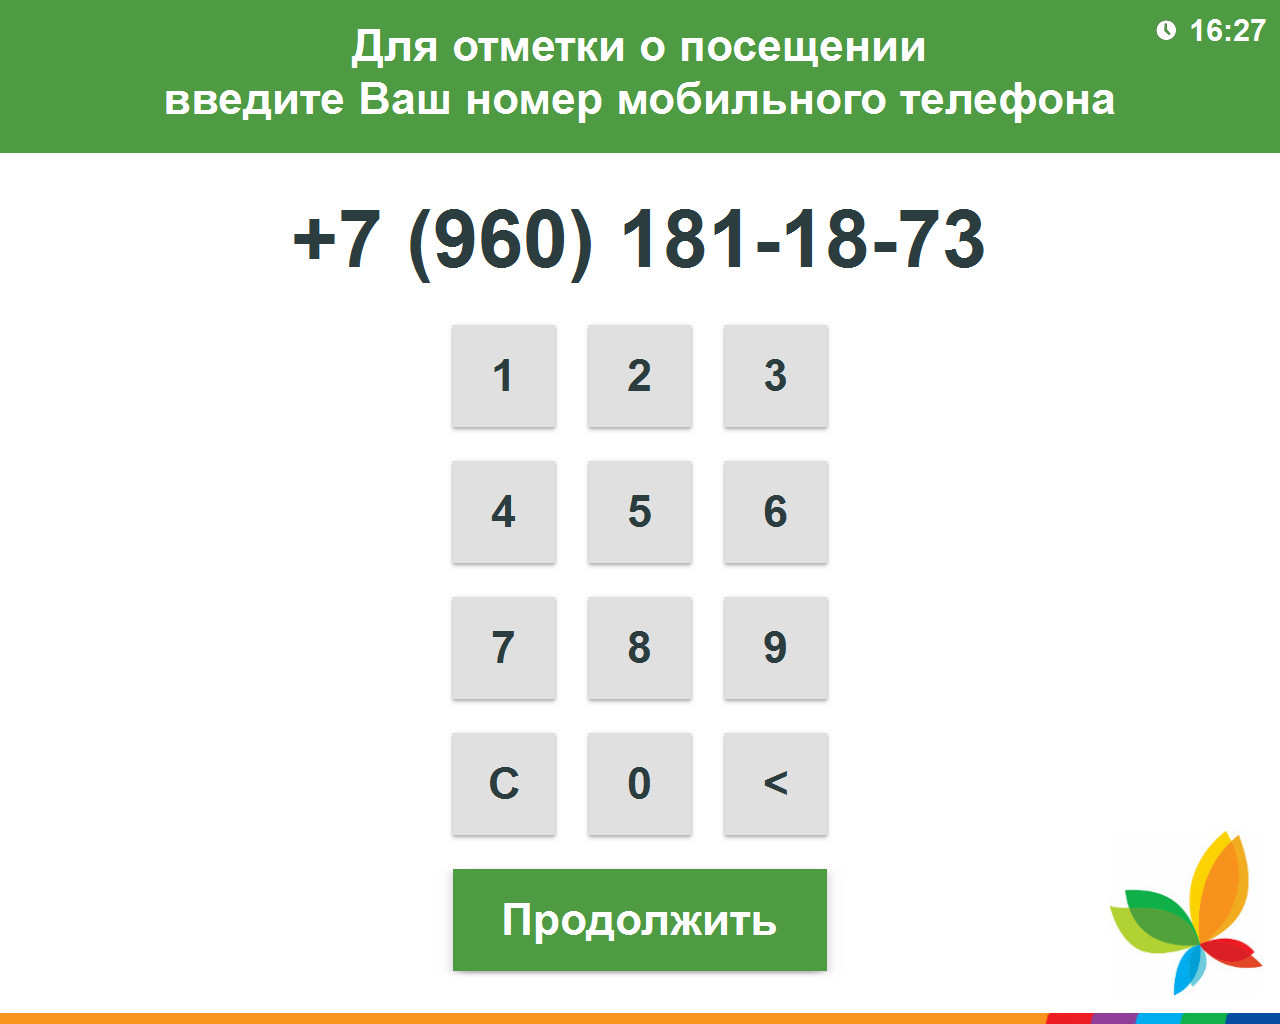 Для отметки о посещении
введите Ваш номер мобильного телефона
16:27
+7 (960) 181-18-73
1 2 3
4 5 6
7 8 9
C 0 <
Продолжить